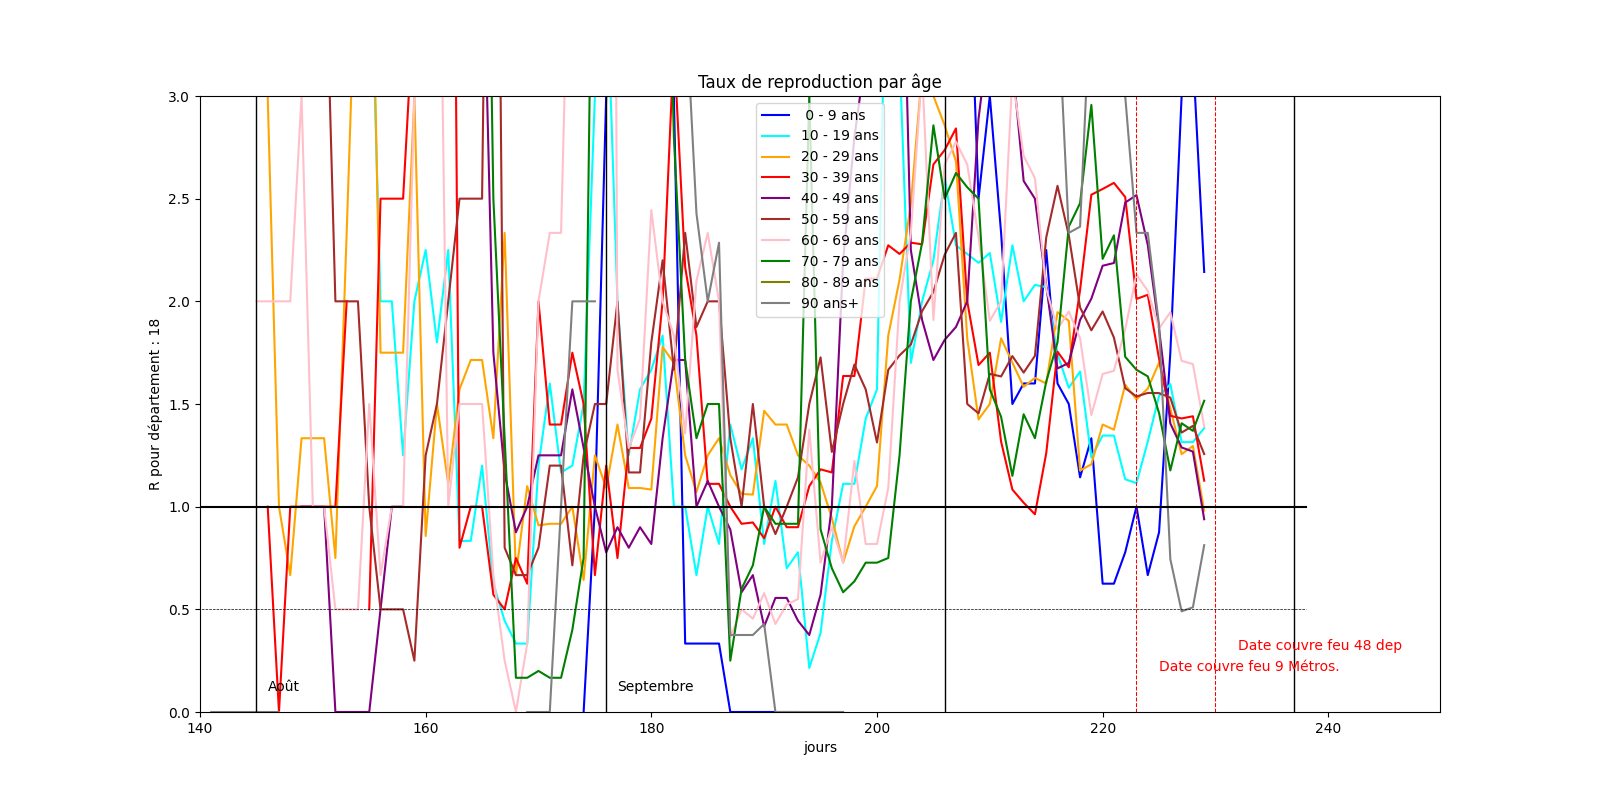 Taux de reproduction par âge
R pour département : 18
3.0
2.5
2.0
1.5
1.0
0.5
0.0
0 - 9 ans
10 - 19 ans
20 - 29 ans
30 - 39 ans
40 - 49 ans
50 - 59 ans
60 - 69 ans
70 - 79 ans
80 - 89 ans
90 ans+
Date couvre feu 48 dep
Date couvre feu 9 Métros.
Août
Septembre
140
160
180
200
220
240
jours